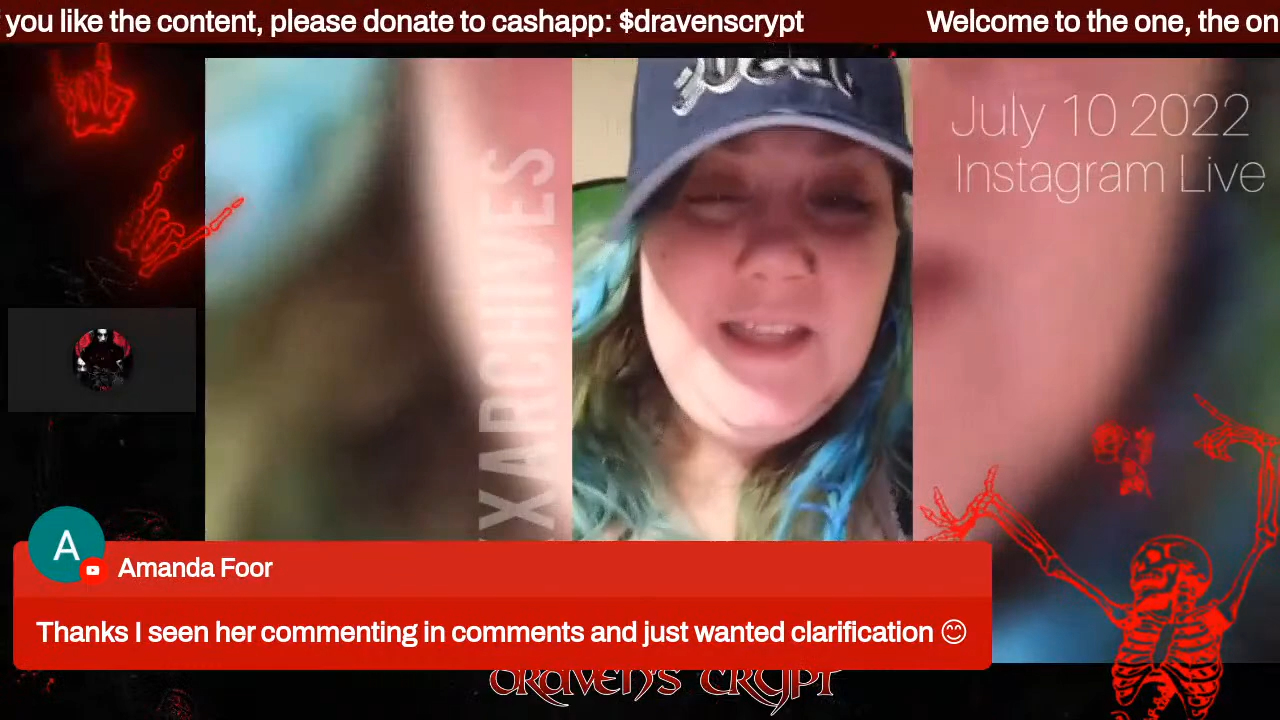 you like the content, please donate to cashapp: $dravenscrypt
Welcome to the one, the on
July 10 2022
Instagram Live
XARCHIVES
A
Amanda Foor
Thanks I seen her commenting in comments and just wanted clarification 😊
DRAVEN'S CRYPT